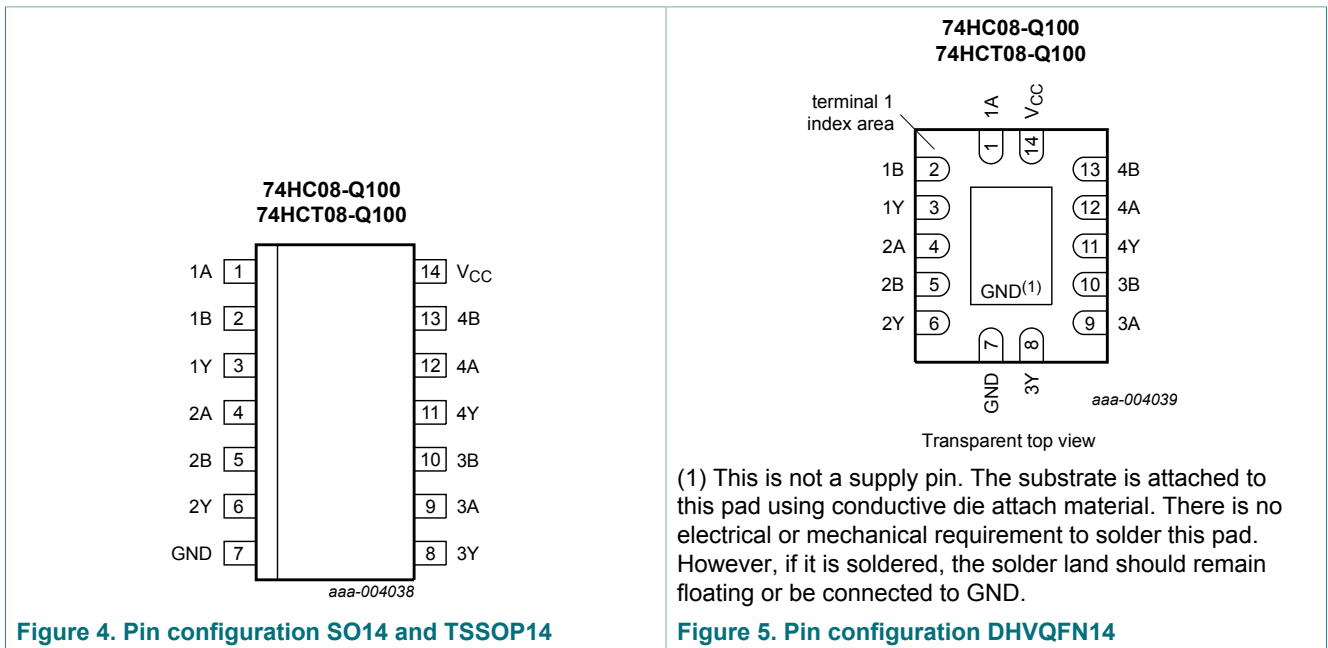 74HC08-Q100
74HCT08-Q100
1A 1
14 VCC
1B 2
13 4B
1Y 3
12 4A
2A 4
11 4Y
2B 5
10 3B
2Y 6
9 3A
GND 7
8 3Y
aaa-004038
Figure 4. Pin configuration SO14 and TSSOP14
74HC08-Q100
74HCT08-Q100
terminal 1
index area
1A
VCC
1
14
1B 2
13 4B
1Y 3
12 4A
2A 4
11 4Y
2B 5
10 3B
GND(1)
2Y 6
9 3A
7
8
GND
3Y
aaa-004039
Transparent top view
(1) This is not a supply pin. The substrate is attached to
this pad using conductive die attach material. There is no
electrical or mechanical requirement to solder this pad.
However, if it is soldered, the solder land should remain
floating or be connected to GND.
Figure 5. Pin configuration DHVQFN14